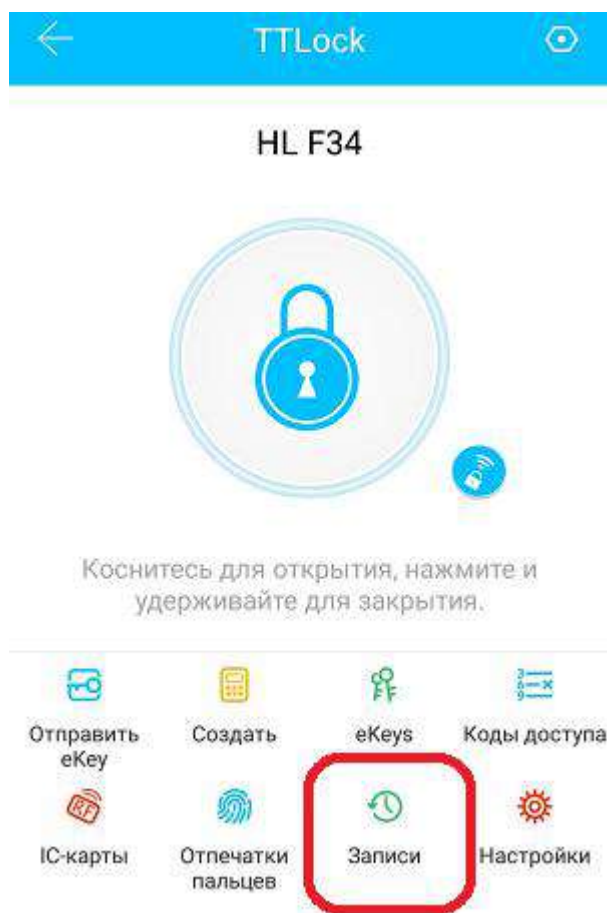 TTLock
HL F34
Коснитесь для открытия, нажмите и
удерживайте для закрытия.
Отправить
eKey
Создать
eKeys
Коды доступа
IC-карты
Отпечатки
пальцев
Записи
Настройки